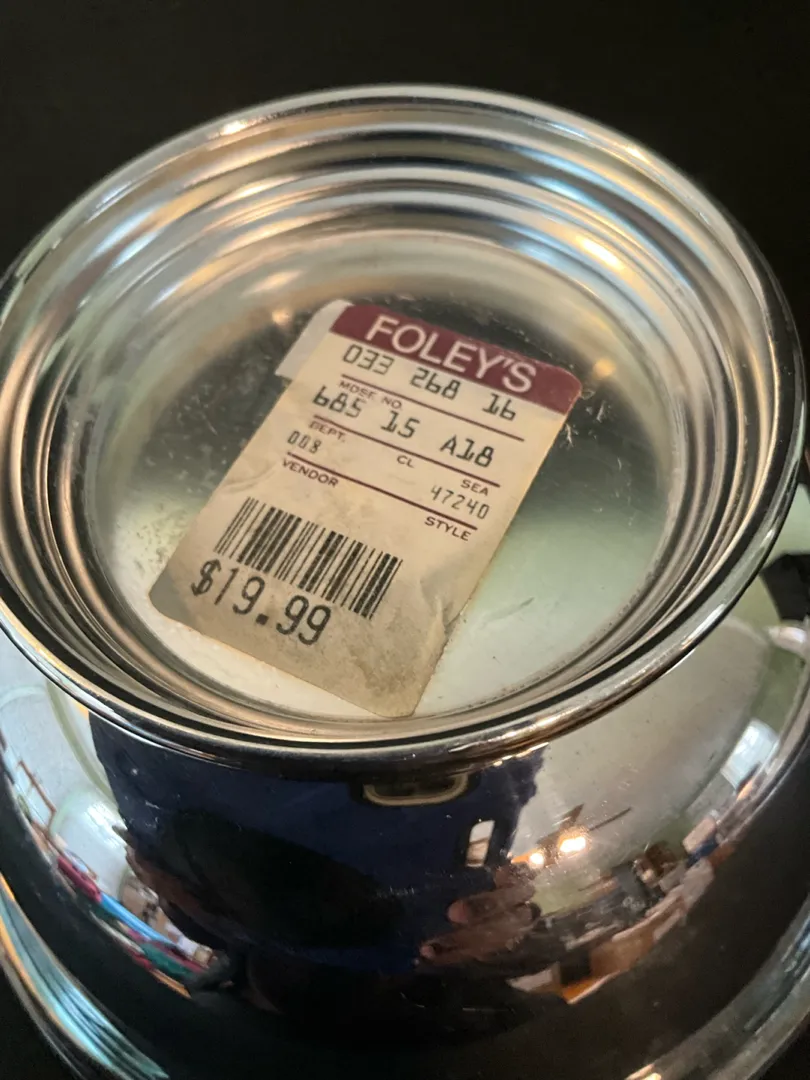 FOLEY'S
033 268 16
MDSE. NO.
685 15 A18
DEPT. CL SEA
008 47240
VENDOR STYLE
$19.99